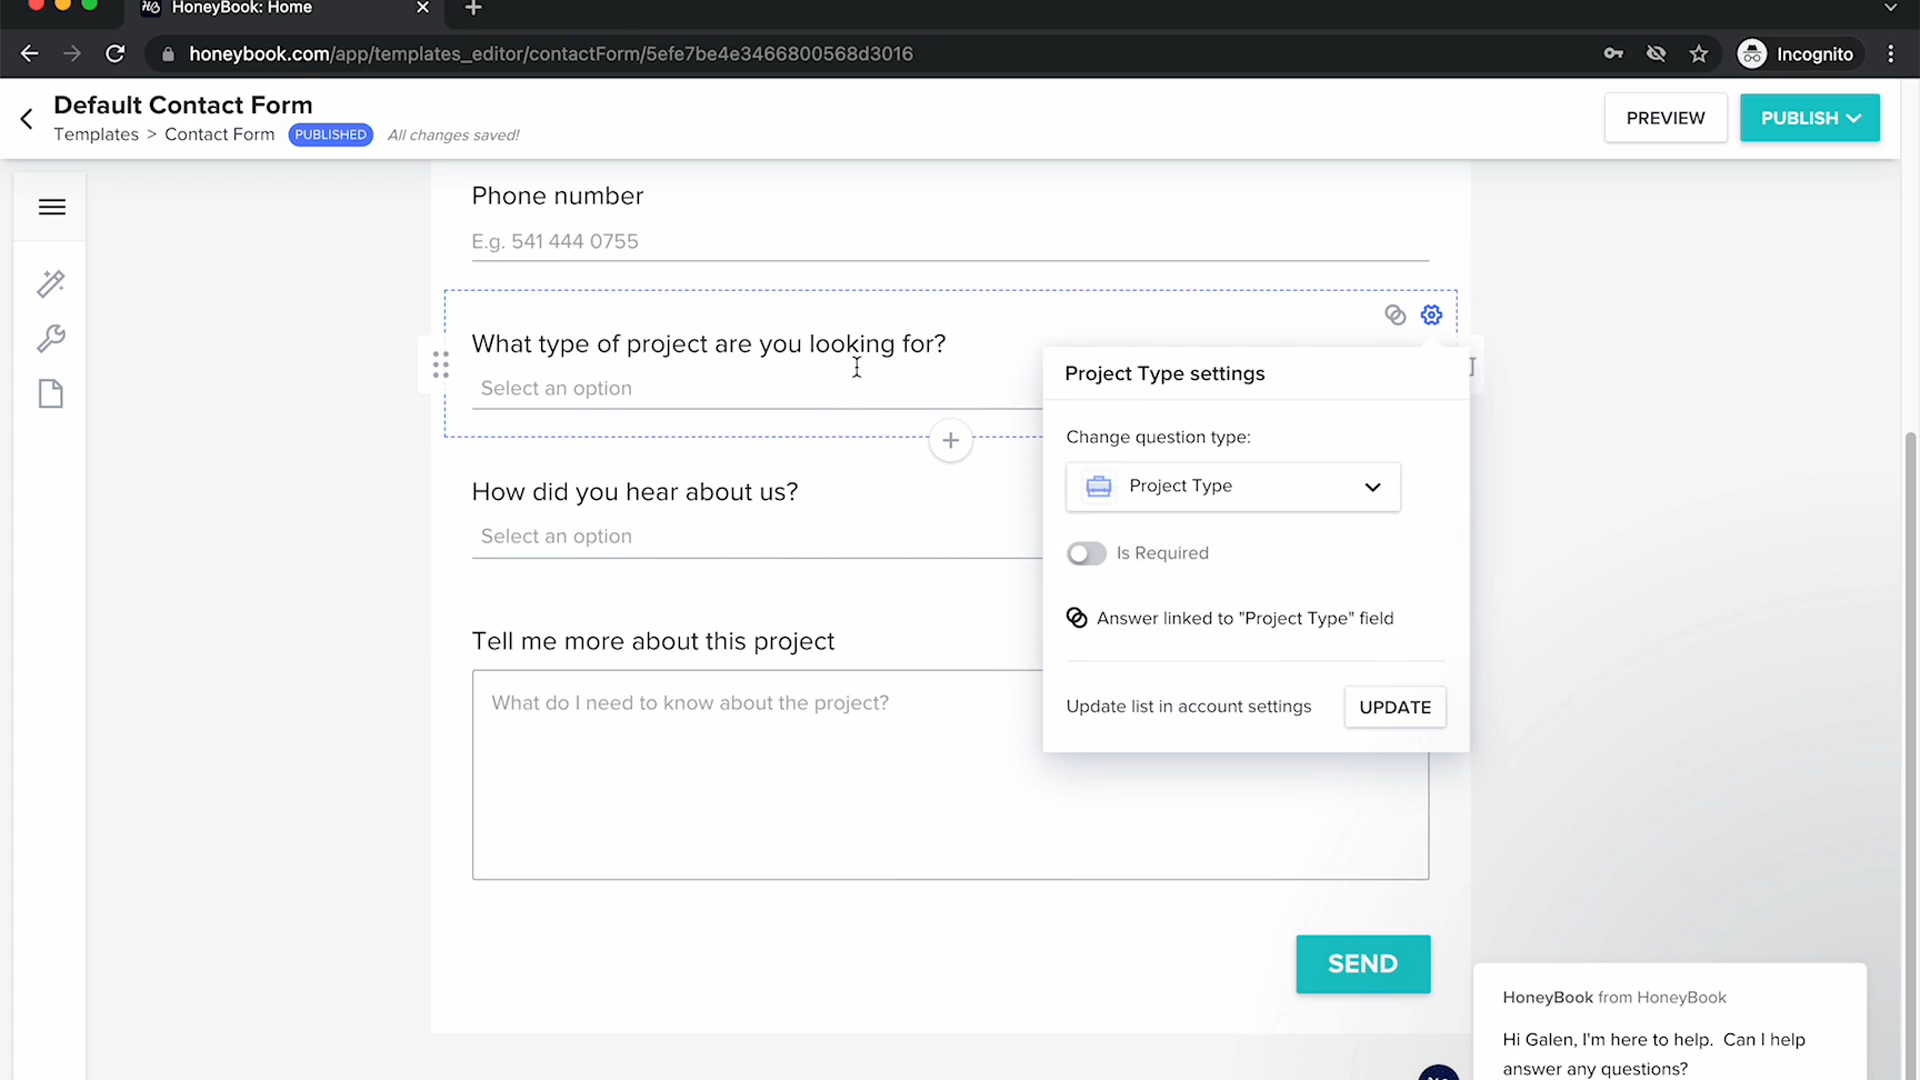 HoneyBook: Home
honeybook.com/app/templates_editor/contactForm/5efe7be4e3466800568d3016
Incognito
Default Contact Form
Templates > Contact Form PUBLISHED All changes saved!
PREVIEW
PUBLISH
Phone number
E.g. 541 444 0755
What type of project are you looking for?
Select an option
Project Type settings
Change question type:
Project Type
Is Required
Answer linked to "Project Type" field
Update list in account settings
UPDATE
How did you hear about us?
Select an option
Tell me more about this project
What do I need to know about the project?
SEND
HoneyBook from HoneyBook
Hi Galen, I'm here to help. Can I help
answer any questions?